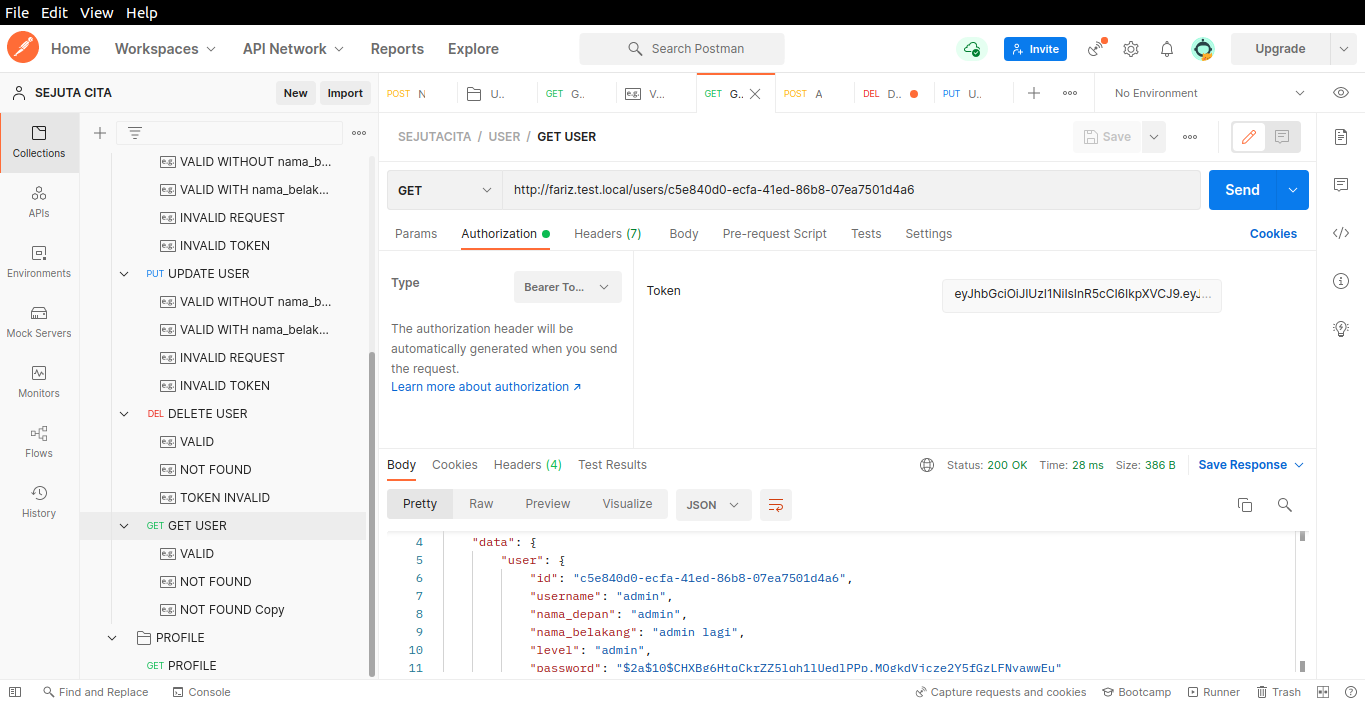 File Edit View Help
Home Workspaces API Network Reports Explore Search Postman Invite Upgrade
SEJUTA CITA New Import POST N U.. GET G.. e.g. V... GET G.. POST A DEL D.. PUT U.. No Environment
Collections
APIs
Environments
Mock Servers
Monitors
Flows
History
e.g. VALID WITHOUT nama_b...
e.g. VALID WITH nama_belak...
e.g. INVALID REQUEST
e.g. INVALID TOKEN
PUT UPDATE USER
e.g. VALID WITHOUT nama_b...
e.g. VALID WITH nama_belak...
e.g. INVALID REQUEST
e.g. INVALID TOKEN
DEL DELETE USER
e.g. VALID
e.g. NOT FOUND
e.g. TOKEN INVALID
GET GET USER
e.g. VALID
e.g. NOT FOUND
e.g. NOT FOUND Copy
PROFILE
GET PROFILE
SEJUTACITA / USER / GET USER Save
GET http://fariz.test.local/users/c5e840d0-ecfa-41ed-86b8-07ea7501d4a6 Send
Params Authorization Headers (7) Body Pre-request Script Tests Settings Cookies
Type Bearer To...
The authorization header will be
automatically generated when you send
the request.
Learn more about authorization ↗
Token
Body Cookies Headers (4) Test Results Status: 200 OK Time: 28 ms Size: 386 B Save Response
Pretty Raw Preview Visualize JSON
4 "data": {
5 "user": {
6 "id": "c5e840d0-ecfa-41ed-86b8-07ea7501d4a6",
7 "username": "admin",
8 "nama_depan": "admin",
9 "nama_belakang": "admin lagi",
10 "level": "admin",
11 "password":
Find and Replace Console Capture requests and cookies Bootcamp Runner Trash